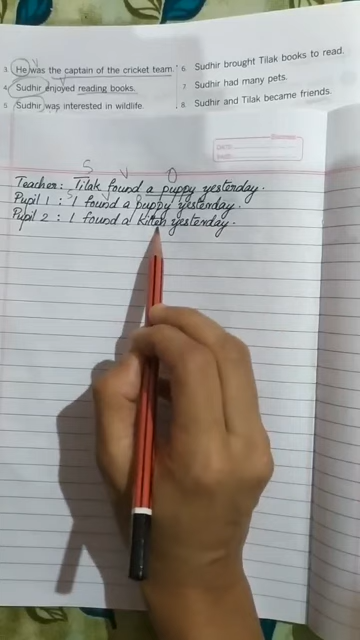 3 He was the captain of the cricket team.
4 Sudhir enjoyed reading books.
5 Sudhir was interested in wildlife.
6 Sudhir brought Tilak books to read.
7 Sudhir had many pets.
8 Sudhir and Tilak became friends.
S V O
Teacher: Tilak found a puppy yesterday.
S
Pupil 1 : I found a puppy yesterday.
Pupil 2 : I found a kitten yesterday.